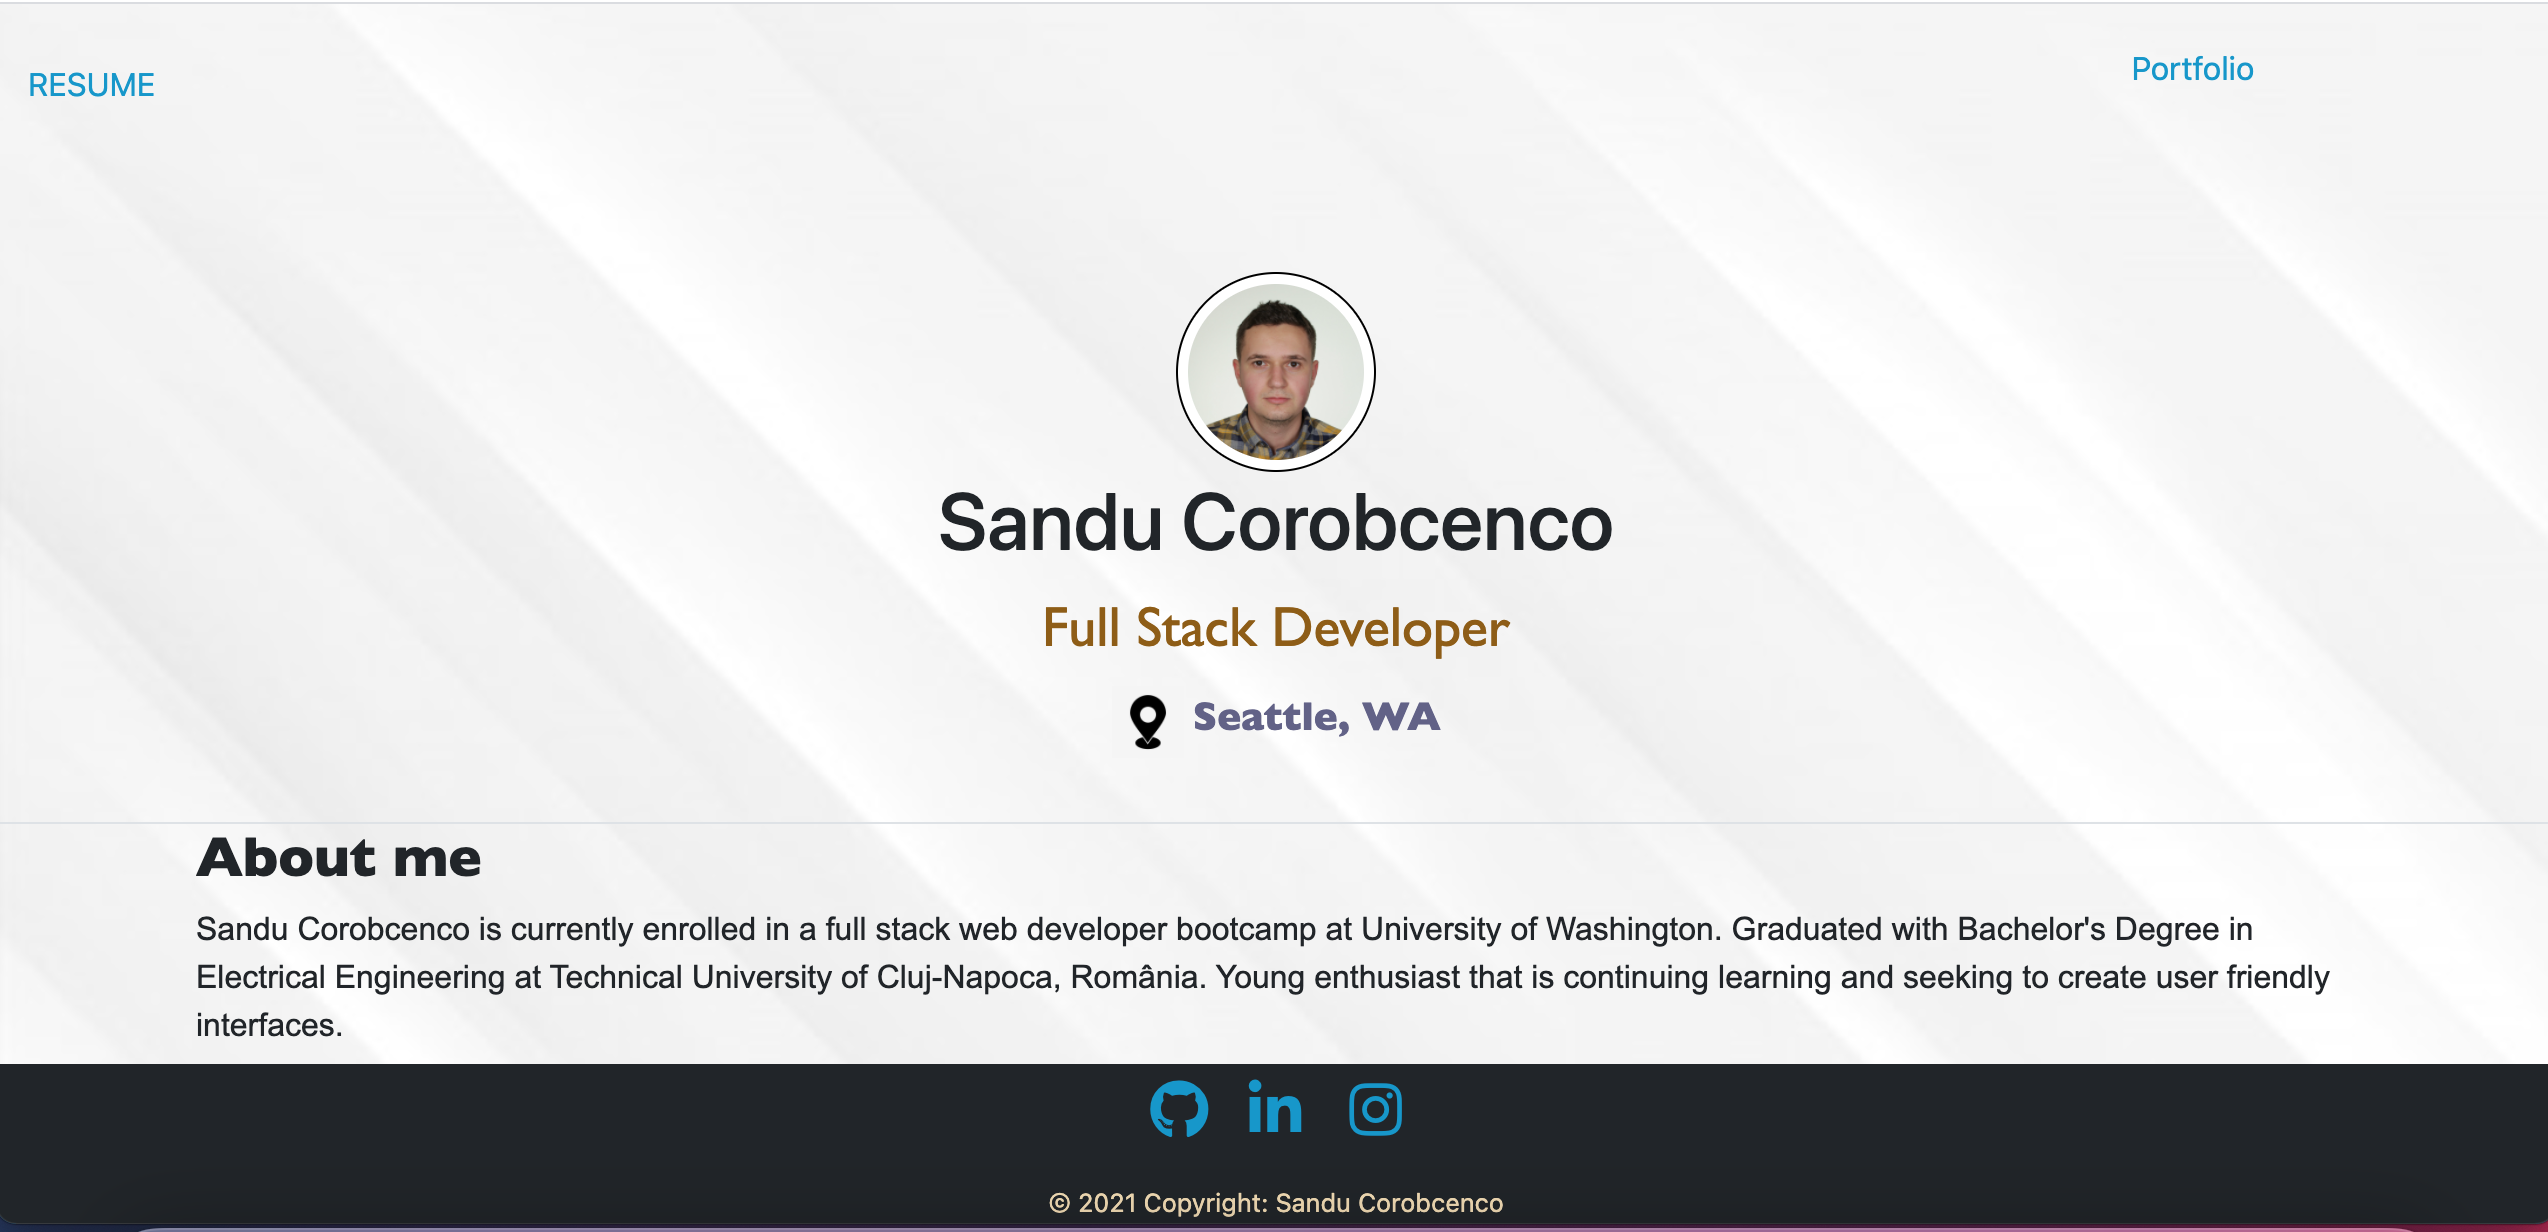 RESUME
Portfolio
Sandu Corobcenco
Full Stack Developer
Seattle, WA
About me
Sandu Corobcenco is currently enrolled in a full stack web developer bootcamp at University of Washington. Graduated with Bachelor's Degree in
Electrical Engineering at Technical University of Cluj-Napoca, România. Young enthusiast that is continuing learning and seeking to create user friendly
interfaces.
in
© 2021 Copyright: Sandu Corobcenco